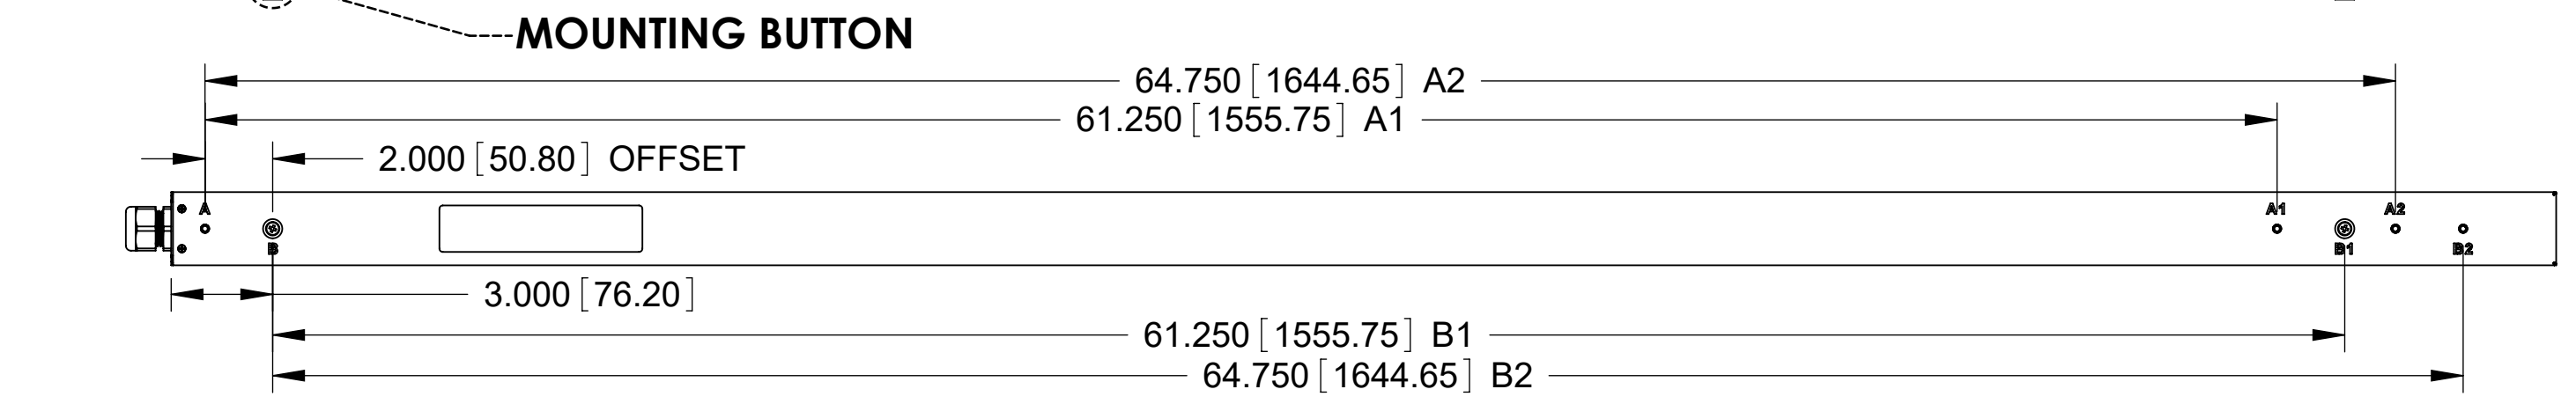 MOUNTING BUTTON
64.750 [1644.65] A2
61.250 [1555.75] A1
2.000 [50.80] OFFSET
A A1 A2
B B1 B2
3.000 [76.20]
61.250 [1555.75] B1
64.750 [1644.65] B2